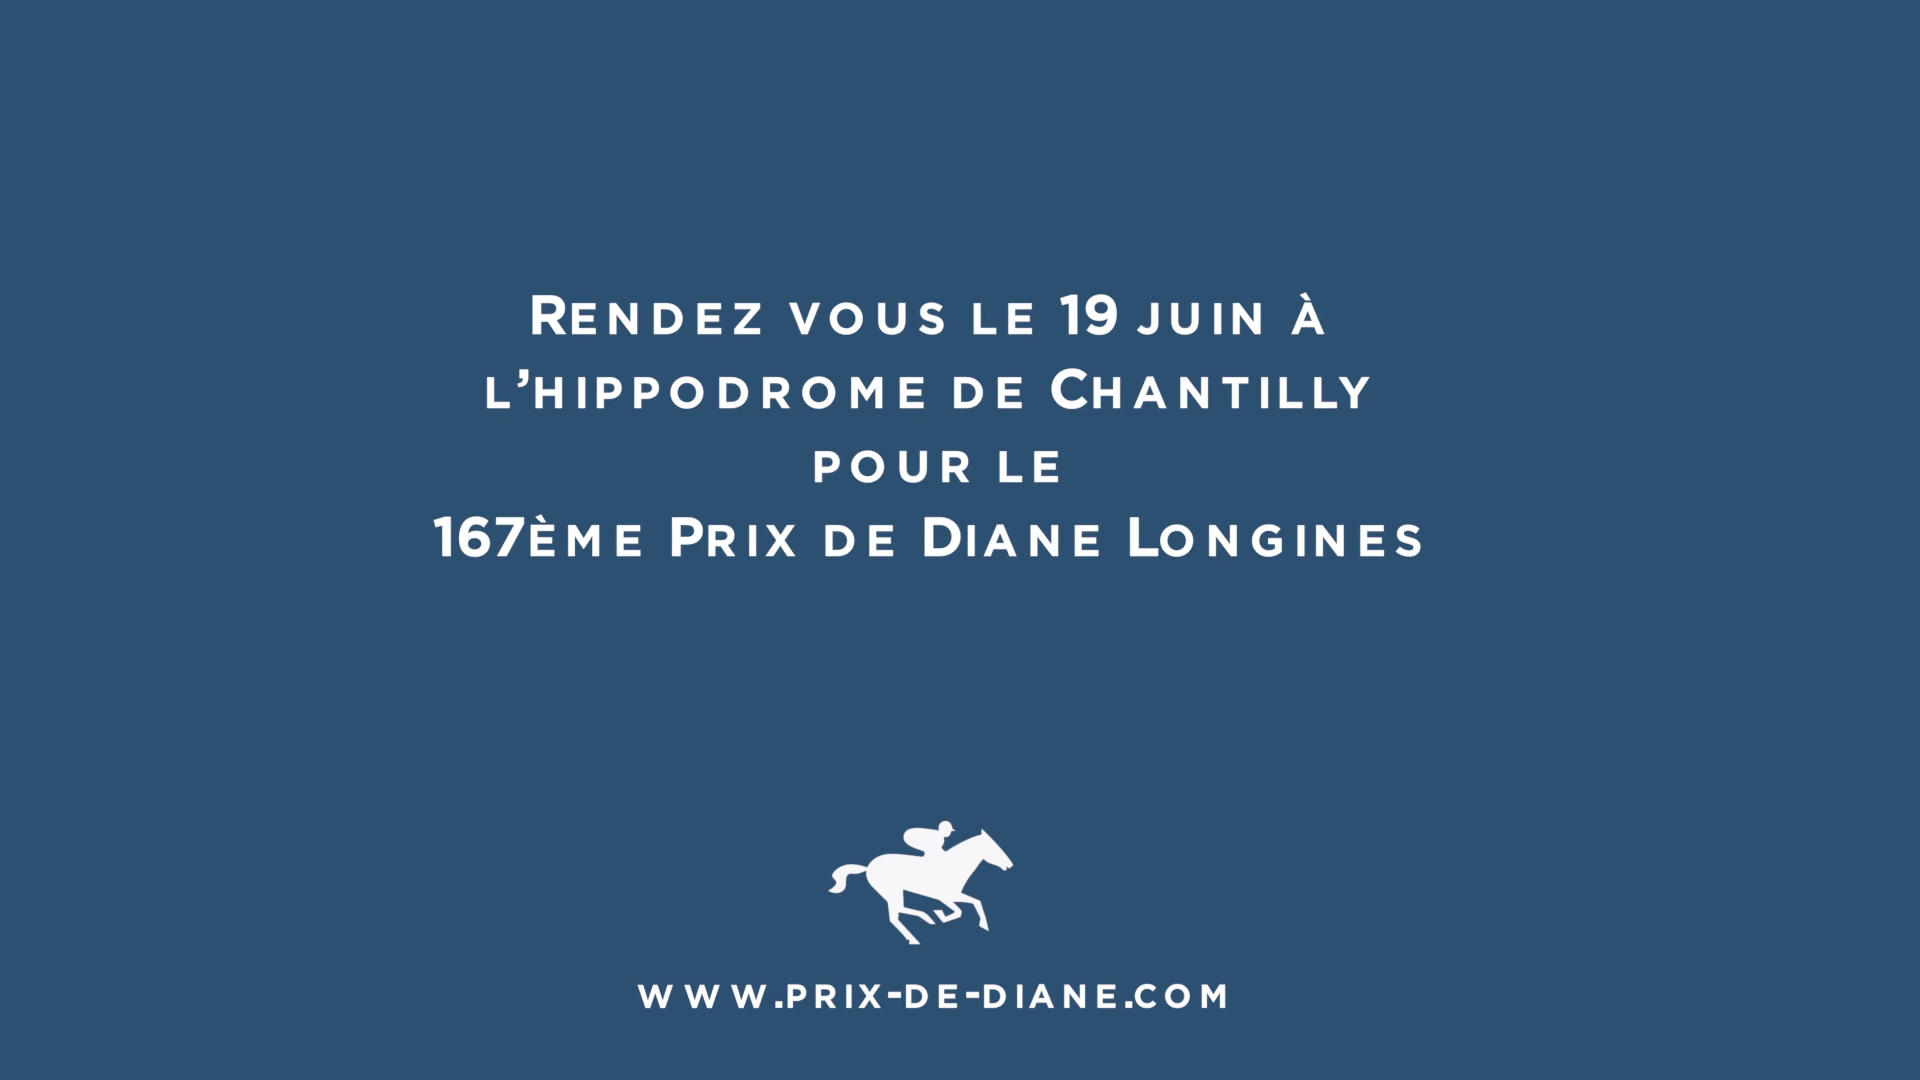 Rendez vous le 19 juin à
l’hippodrome de Chantilly
pour le
167ème Prix de Diane Longines
www.prix-de-diane.com